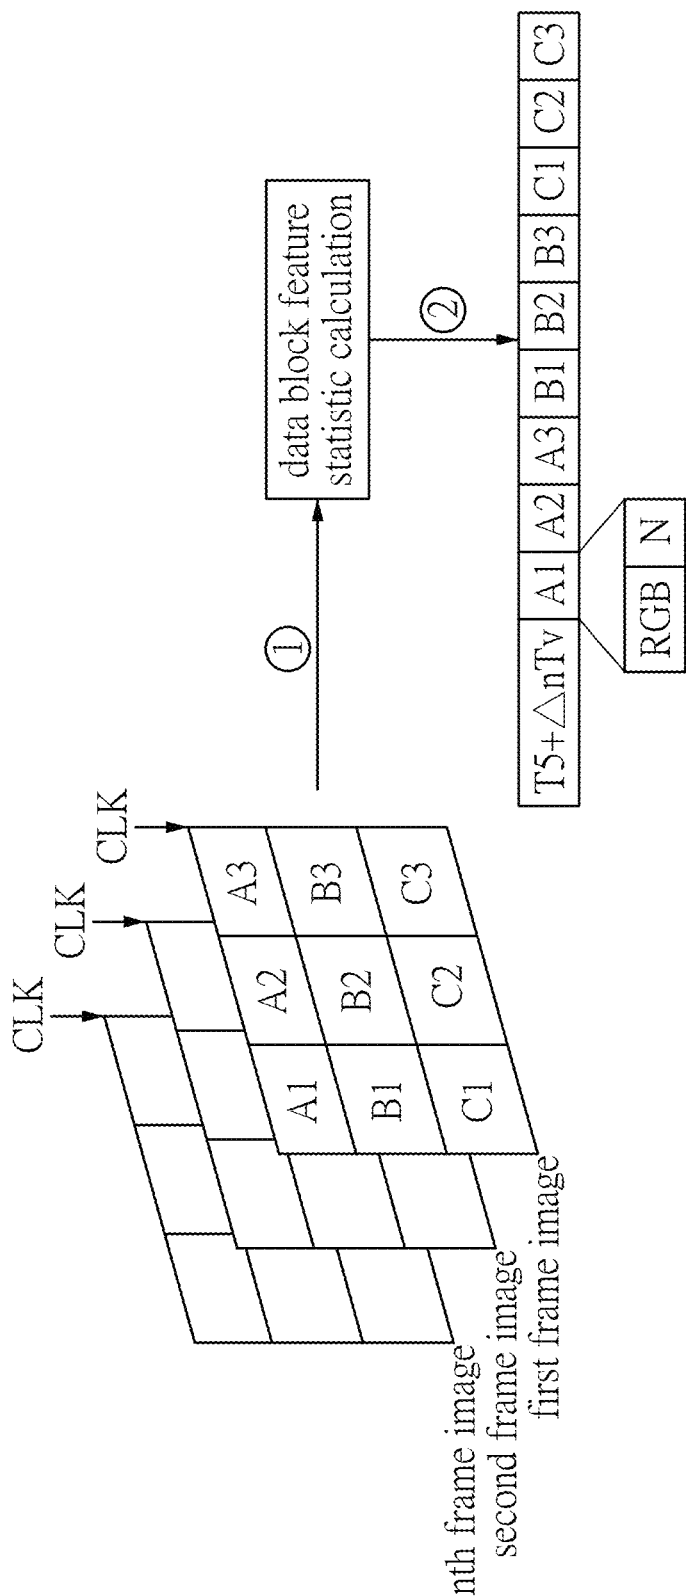 CLK
CLK
CLK
A1 A2 A3
B1 B2 B3
C1 C2 C3
nth frame image
second frame image
first frame image
①
data block feature
statistic calculation
②
T5+△nTv A1 A2 A3 B1 B2 B3 C1 C2 C3
RGB N